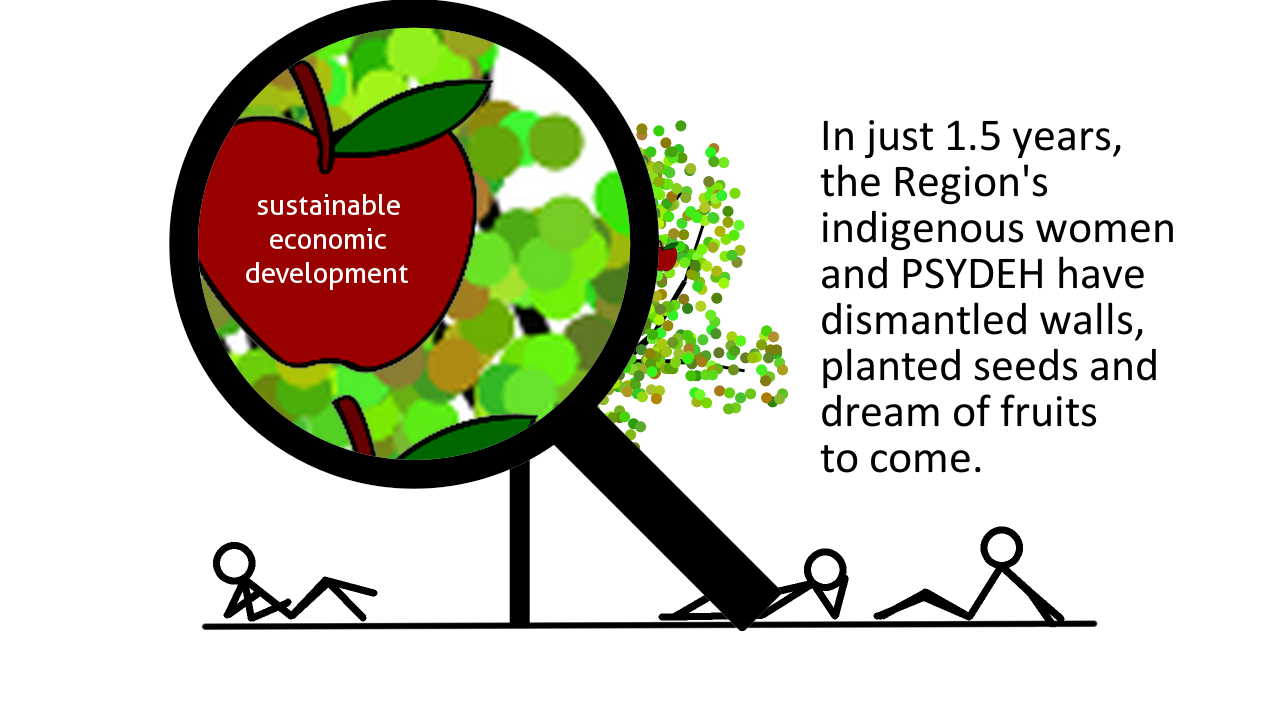 sustainable
economic
development
In just 1.5 years,
the Region's
indigenous women
and PSYDEH have
dismantled walls,
planted seeds and
dream of fruits
to come.